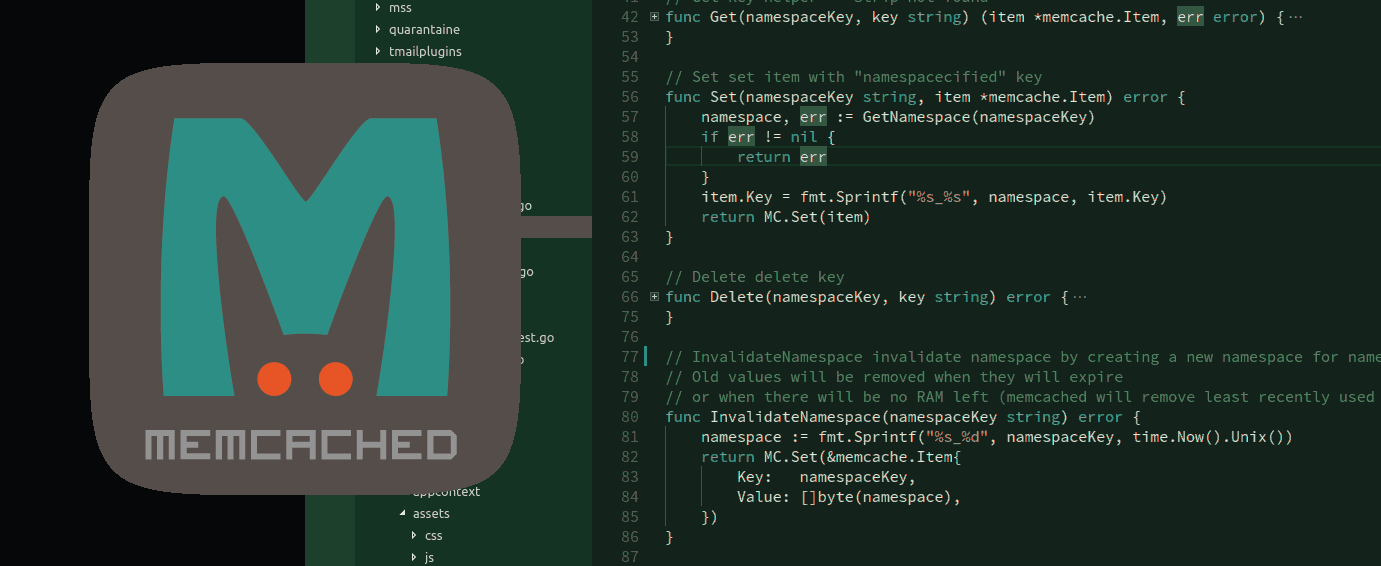 mss
quarantaine
tmailplugins
go
go
est.go
MEMCACHED
appcontext
assets
css
js
41
42 func Get(namespaceKey, key string) (item *memcache.Item, err error) {...
53 }
54
55 // Set set item with "namespacecified" key
56 func Set(namespaceKey string, item *memcache.Item) error {
57 namespace, err := GetNamespace(namespaceKey)
58 if err != nil {
59 return err
60 }
61 item.Key = fmt.Sprintf("%s_%s", namespace, item.Key)
62 return MC.Set(item)
63 }
64
65 // Delete delete key
66 func Delete(namespaceKey, key string) error {...
75 }
76
77 // InvalidateNamespace invalidate namespace by creating a new namespace for name
78 // Old values will be removed when they will expire
79 // or when there will be no RAM left (memcached will remove least recently used
80 func InvalidateNamespace(namespaceKey string) error {
81 namespace := fmt.Sprintf("%s_%d", namespaceKey, time.Now().Unix())
82 return MC.Set(&memcache.Item{
83 Key: namespaceKey,
84 Value: []byte(namespace),
85 })
86 }
87